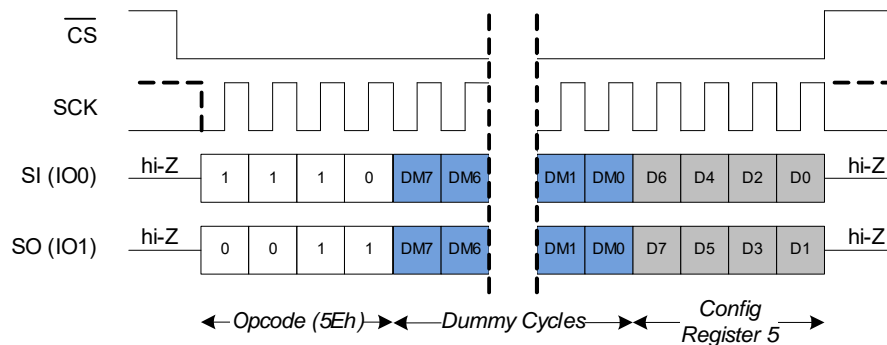 CS
SCK
SI (IO0) hi-Z 1 1 1 0 DM7 DM6 DM1 DM0 D6 D4 D2 D0 hi-Z
SO (IO1) hi-Z 0 0 1 1 DM7 DM6 DM1 DM0 D7 D5 D3 D1 hi-Z
Opcode (5Eh) Dummy Cycles Config
Register 5